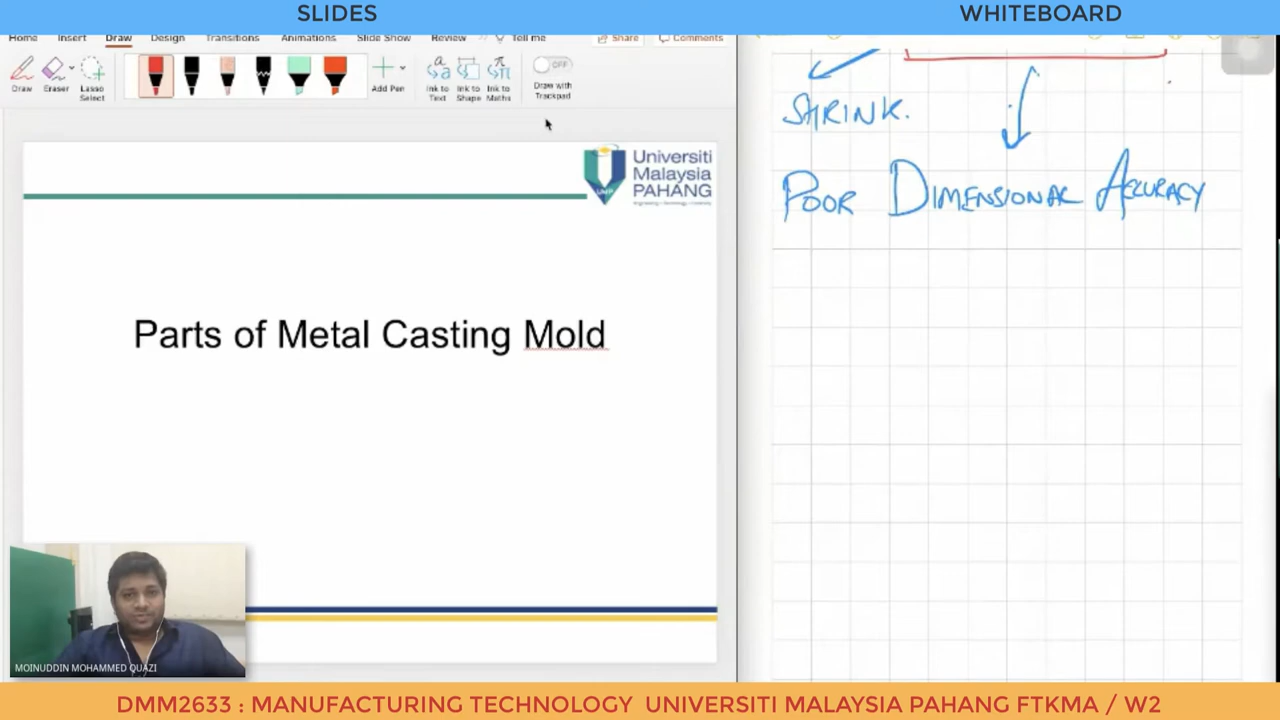 SLIDES
WHITEBOARD
Home Insert Draw Design Transitions Animations Slide Show Review Tell me Share Comments
Draw
Eraser
Lasso
Select
Add Pen
Ink to
Text
Ink to
Shape
Ink to
Maths
OFF
Draw with
Trackpad
Universiti
Malaysia
PAHANG
Parts of Metal Casting Mold
SHRINK.
POOR DIMENSIONAL ACCURACY
MOINUDDIN MOHAMMED QUAZI
DMM2633 : MANUFACTURING TECHNOLOGY UNIVERSITI MALAYSIA PAHANG FTKMA / W2